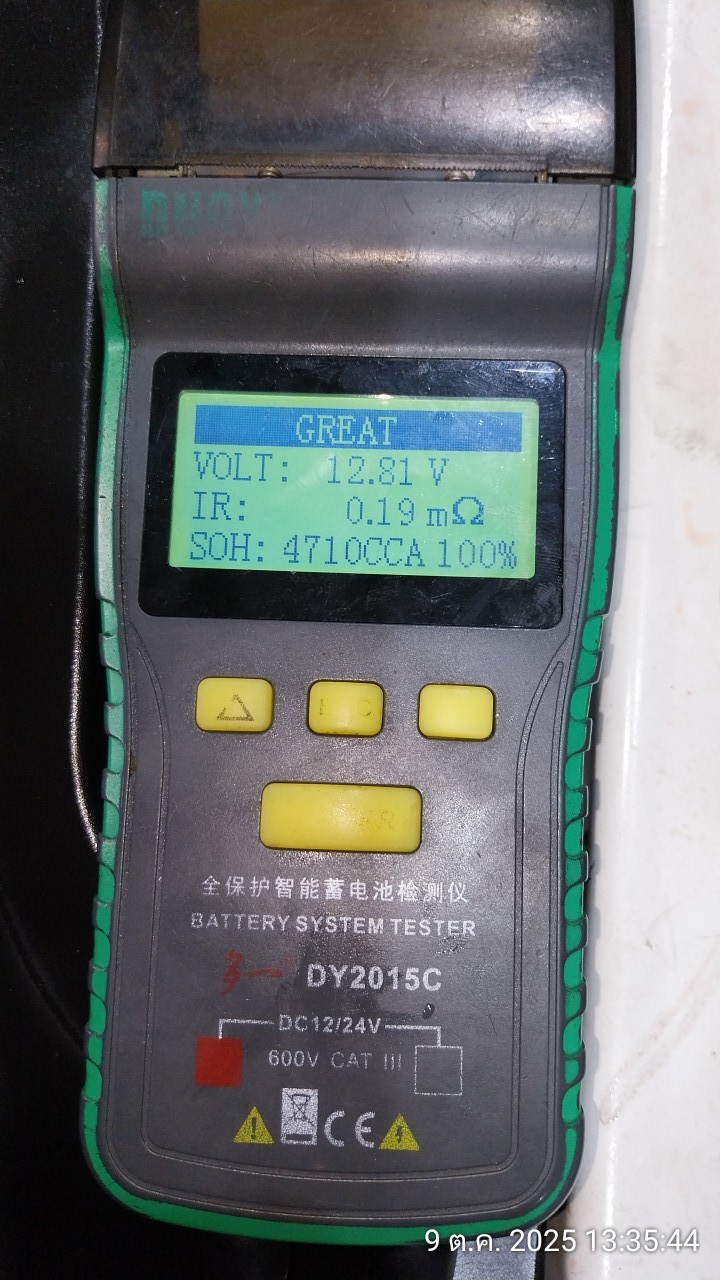 GREAT
VOLT: 12.81 V
IR: 0.19 mΩ
SOH: 4710CCA 100%
全保护智能蓄电池检测仪
BATTERY SYSTEM TESTER
多一 DY2015C
DC12/24V
600V CAT III
CE
9 ต.ค. 2025 13:35:44